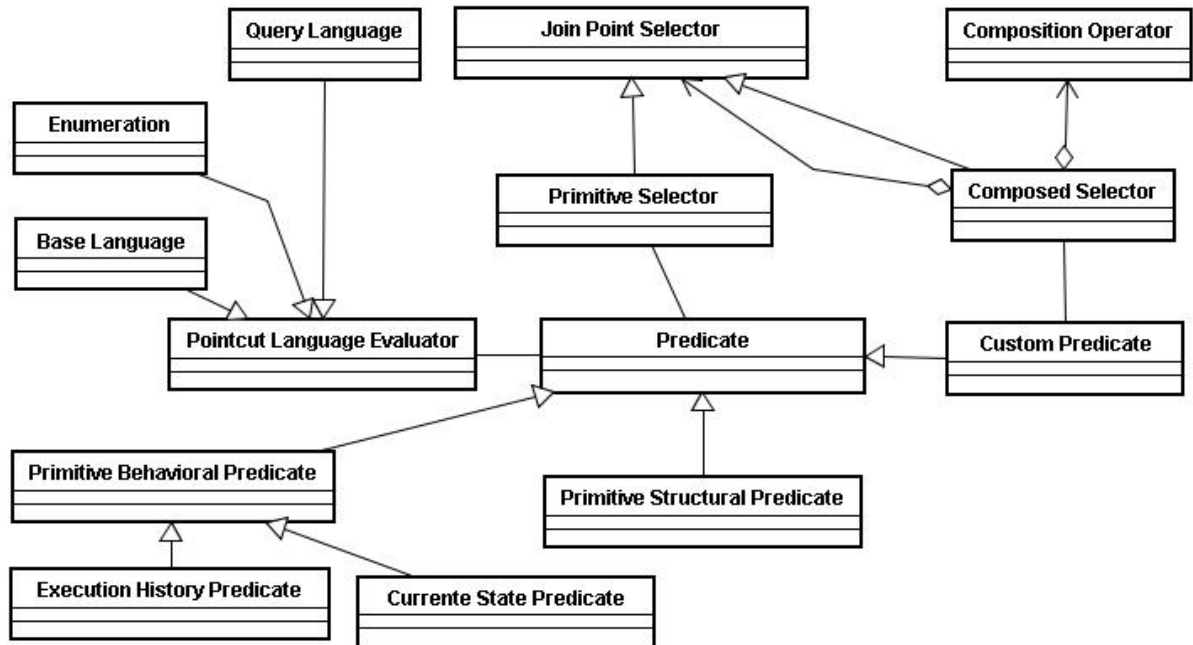 Query Language
Join Point Selector
Composition Operator
Enumeration
Primitive Selector
Composed Selector
Base Language
Pointcut Language Evaluator
Predicate
Custom Predicate
Primitive Behavioral Predicate
Primitive Structural Predicate
Execution History Predicate
Currente State Predicate